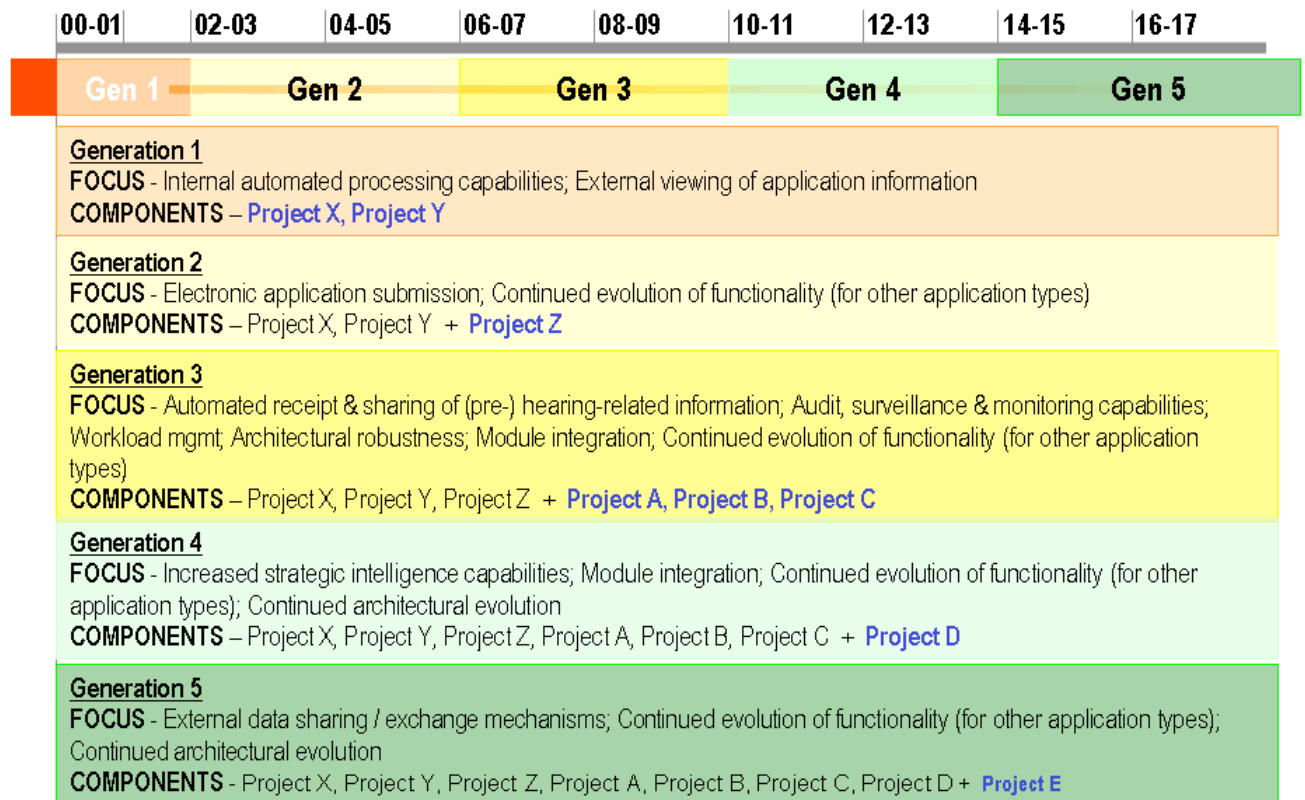 00-01 02-03 04-05 06-07 08-09 10-11 12-13 14-15 16-17
Gen 1 Gen 2 Gen 3 Gen 4 Gen 5
Generation 1
FOCUS - Internal automated processing capabilities; External viewing of application information
COMPONENTS – Project X, Project Y
Generation 2
FOCUS - Electronic application submission; Continued evolution of functionality (for other application types)
COMPONENTS – Project X, Project Y + Project Z
Generation 3
FOCUS - Automated receipt & sharing of (pre-) hearing-related information; Audit, surveillance & monitoring capabilities;
Workload mgmt; Architectural robustness; Module integration; Continued evolution of functionality (for other application
types)
COMPONENTS – Project X, Project Y, Project Z + Project A, Project B, Project C
Generation 4
FOCUS - Increased strategic intelligence capabilities; Module integration; Continued evolution of functionality (for other
application types); Continued architectural evolution
COMPONENTS – Project X, Project Y, Project Z, Project A, Project B, Project C + Project D
Generation 5
FOCUS - External data sharing / exchange mechanisms; Continued evolution of functionality (for other application types);
Continued architectural evolution
COMPONENTS - Project X, Project Y, Project Z, Project A, Project B, Project C, Project D + Project E